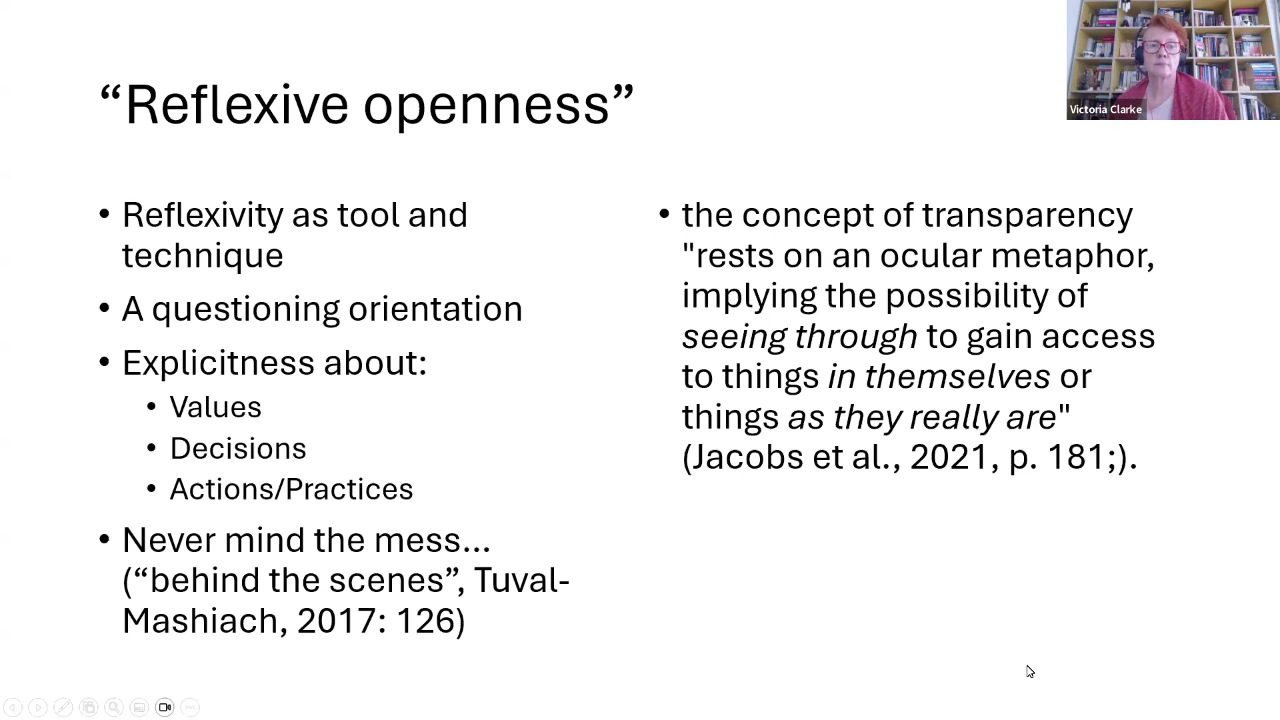 “Reflexive openness”
Victoria Clarke
• Reflexivity as tool and
technique
• A questioning orientation
• Explicitness about:
• Values
• Decisions
• Actions/Practices
• Never mind the mess...
(“behind the scenes”, Tuval-
Mashiach, 2017: 126)
• the concept of transparency
"rests on an ocular metaphor,
implying the possibility of
seeing through to gain access
to things in themselves or
things as they really are"
(Jacobs et al., 2021, p. 181;).